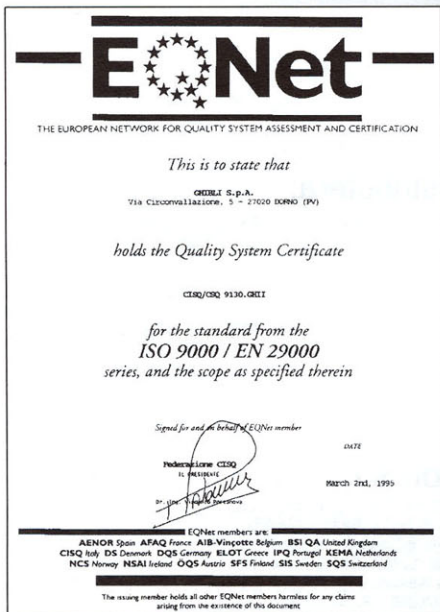 EQNet
THE EUROPEAN NETWORK FOR QUALITY SYSTEM ASSESSMENT AND CERTIFICATION
This is to state that
GHIBLI S.p.A.
Via Circonvallazione, 5 - 27020 DORNO (PV)
holds the Quality System Certificate
CISQ/CSQ 9130.GHI1
for the standard from the
ISO 9000 / EN 29000
series, and the scope as specified therein
Signed for and on behalf of EQNet member
DATE
Federazione CISQ
IL PRESIDENTE
March 2nd, 1995
EQNet members are:
AENOR Spain AFAQ France AIB-Vinçotte Belgium BSI QA United Kingdom
CISQ Italy DS Denmark DQS Germany ELOT Greece IPQ Portugal KEMA Netherlands
NCS Norway NSAI Ireland ÖQS Austria SFS Finland SIS Sweden SQS Switzerland
The issuing member holds all other EQNet members harmless for any claims
arising from the existence of this document